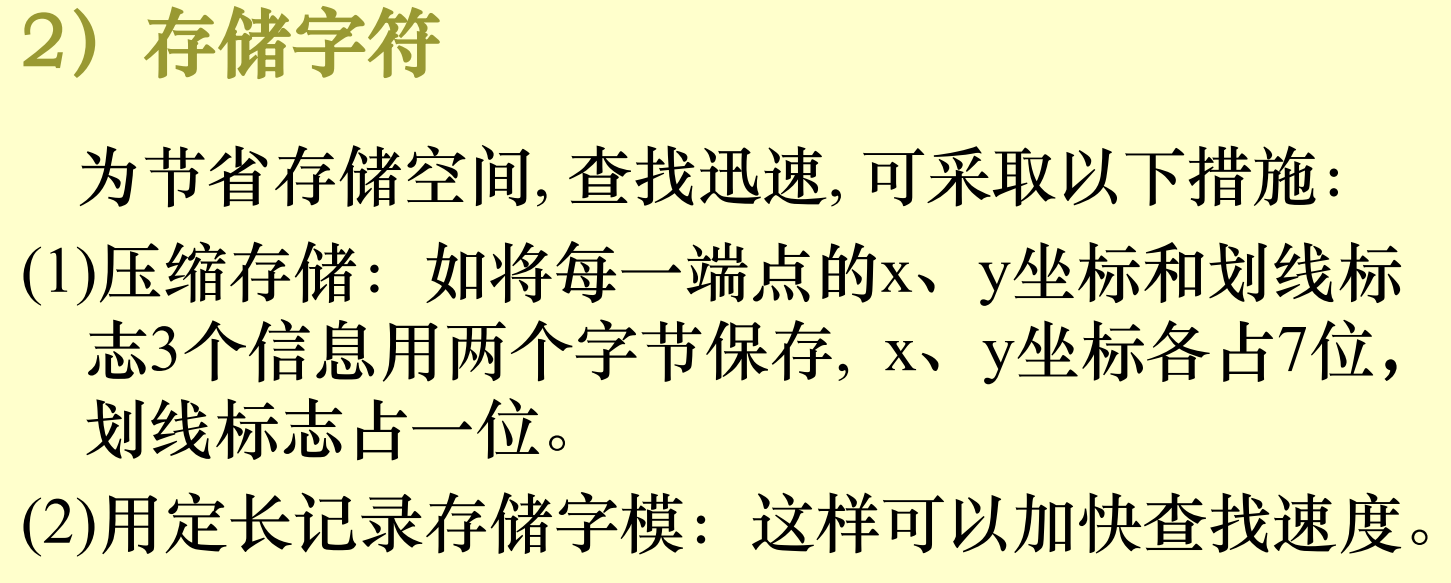 2）存储字符
为节省存储空间, 查找迅速, 可采取以下措施：
(1)压缩存储：如将每一端点的x、y坐标和划线标
志3个信息用两个字节保存, x、y坐标各占7位，
划线标志占一位。
(2)用定长记录存储字模：这样可以加快查找速度。